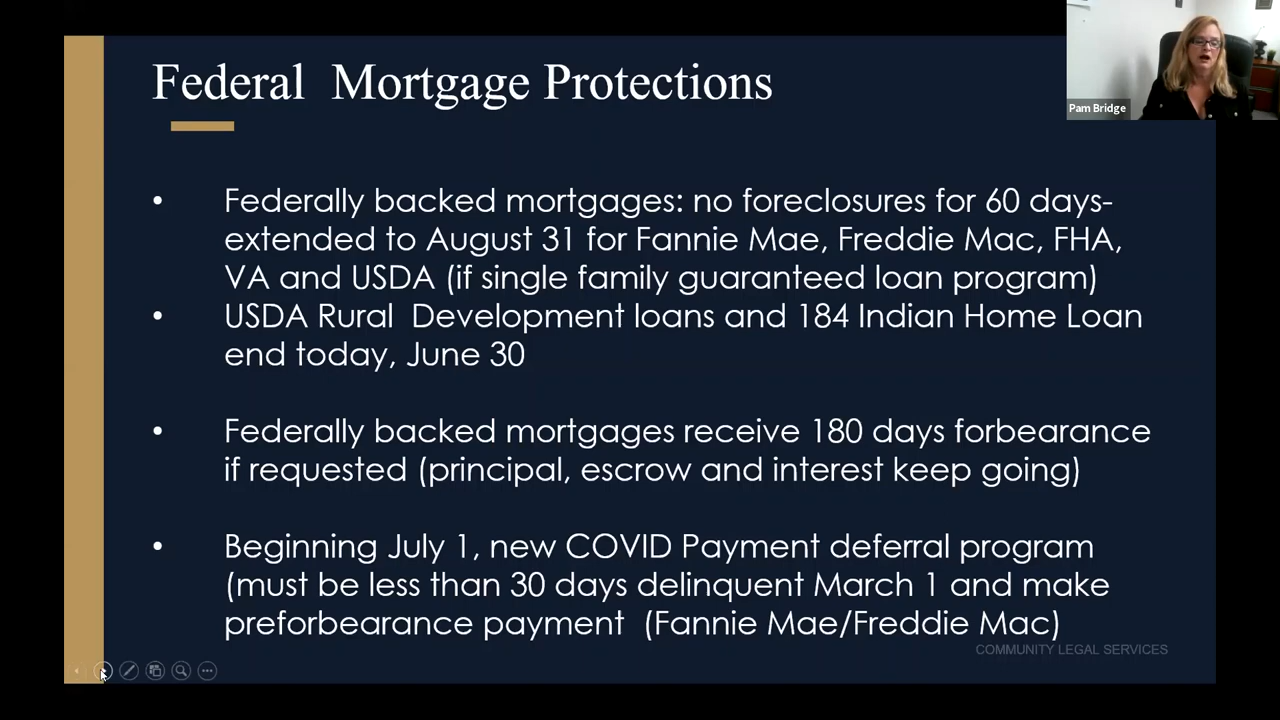 Federal Mortgage Protections
Pam Bridge
• Federally backed mortgages: no foreclosures for 60 days-
extended to August 31 for Fannie Mae, Freddie Mac, FHA,
VA and USDA (if single family guaranteed loan program)
• USDA Rural Development loans and 184 Indian Home Loan
end today, June 30
• Federally backed mortgages receive 180 days forbearance
if requested (principal, escrow and interest keep going)
• Beginning July 1, new COVID Payment deferral program
(must be less than 30 days delinquent March 1 and make
preforbearance payment (Fannie Mae/Freddie Mac)
COMMUNITY LEGAL SERVICES